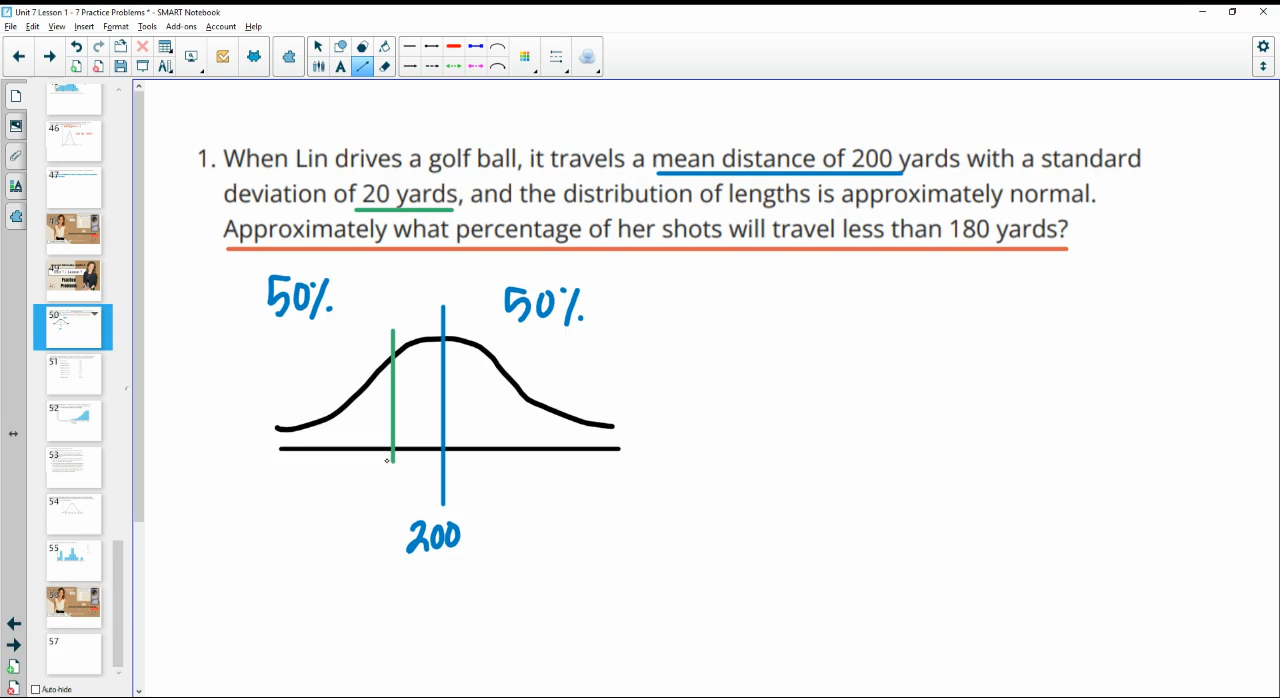 Unit 7 Lesson 1 - 7 Practice Problems * - SMART Notebook
File Edit View Insert Format Tools Add-ons Account Help
46
47
50
51
52
53
54
55
57
Auto-hide
1. When Lin drives a golf ball, it travels a mean distance of 200 yards with a standard
deviation of 20 yards, and the distribution of lengths is approximately normal.
Approximately what percentage of her shots will travel less than 180 yards?
50% 50%
200